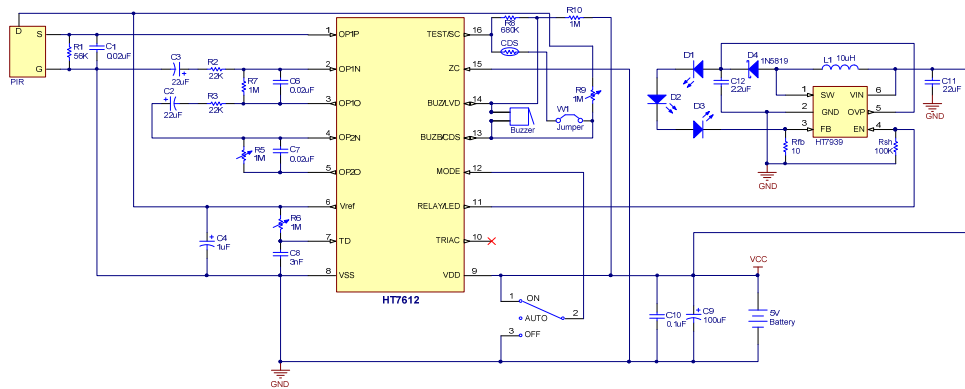 D
S
G
PIR
R1
56K
C1
0.02uF
C3
22uF
C2
22uF
R2
22K
R3
22K
R7
1M
C6
0.02uF
R5
1M
C7
0.02uF
C4
1uF
R6
1M
C8
3nF
GND
1 OP1P
2 OP1N
3 OP1O
4 OP2N
5 OP2O
6 Vref
7 TD
8 VSS
TEST/SC 16
ZC 15
BUZ/LVD 14
BUZB/CDS 13
MODE 12
RELAY/LED 11
TRIAC 10
VDD 9
HT7612
R8
680K
R10
1M
CDS
R9
1M
W1
Jumper
Buzzer
1 ON
AUTO
2
3 OFF
C10
0.1uF
C9
100uF
VCC
5V
Battery
D1
D2
D3
D4
1N5819
C12
2.2uF
L1
10uH
C11
22uF
GND
1 SW
2 GND
3 FB
VIN 6
OVP 5
EN 4
HT7939
Rfb
10
Rsh
100K
GND